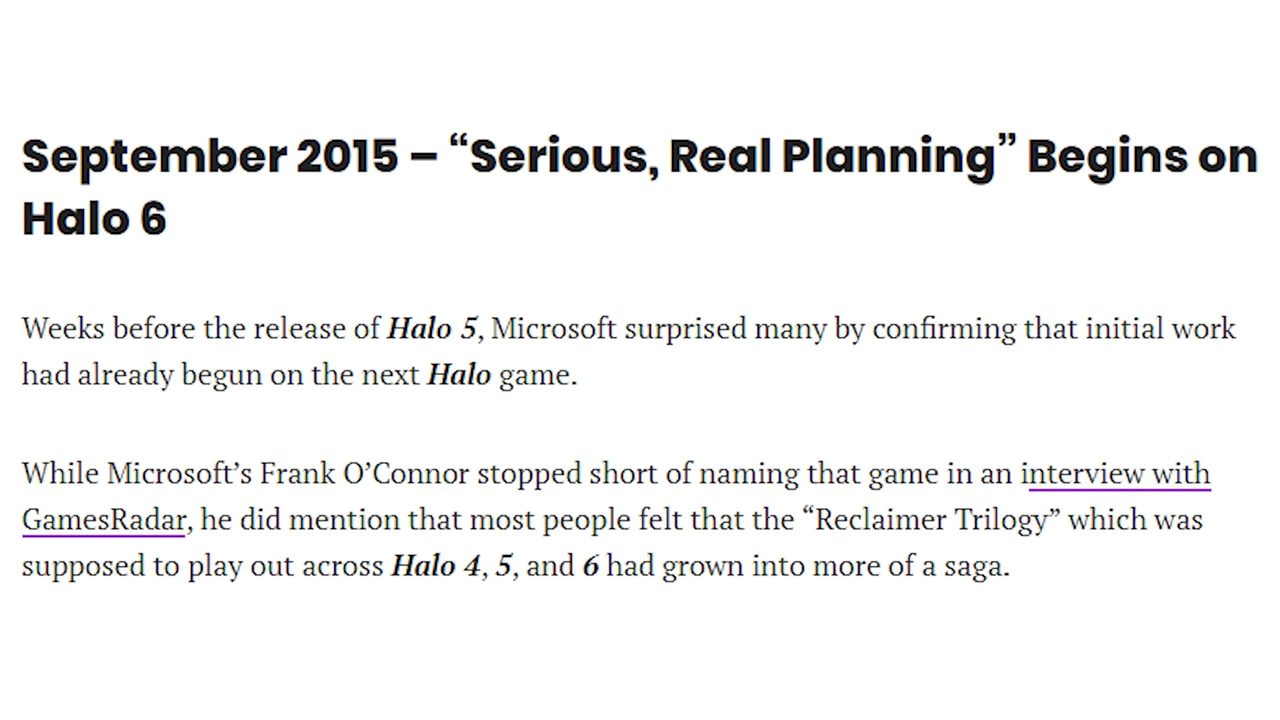 September 2015 – “Serious, Real Planning” Begins on
Halo 6
Weeks before the release of Halo 5, Microsoft surprised many by confirming that initial work
had already begun on the next Halo game.
While Microsoft’s Frank O’Connor stopped short of naming that game in an interview with
GamesRadar, he did mention that most people felt that the “Reclaimer Trilogy” which was
supposed to play out across Halo 4, 5, and 6 had grown into more of a saga.